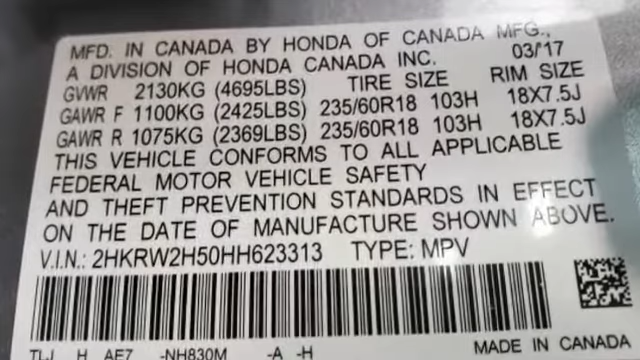 MFD. IN CANADA BY HONDA OF CANADA MFG.,
A DIVISION OF HONDA CANADA INC. 03/'17
GVWR 2130KG (4695LBS) TIRE SIZE RIM SIZE
GAWR F 1100KG (2425LBS) 235/60R18 103H 18X7.5J
GAWR R 1075KG (2369LBS) 235/60R18 103H 18X7.5J
THIS VEHICLE CONFORMS TO ALL APPLICABLE
FEDERAL MOTOR VEHICLE SAFETY
AND THEFT PREVENTION STANDARDS IN EFFECT
ON THE DATE OF MANUFACTURE SHOWN ABOVE.
V.I.N.: 2HKRW2H50HH623313 TYPE: MPV
H -NH830M -A -H MADE IN CANADA